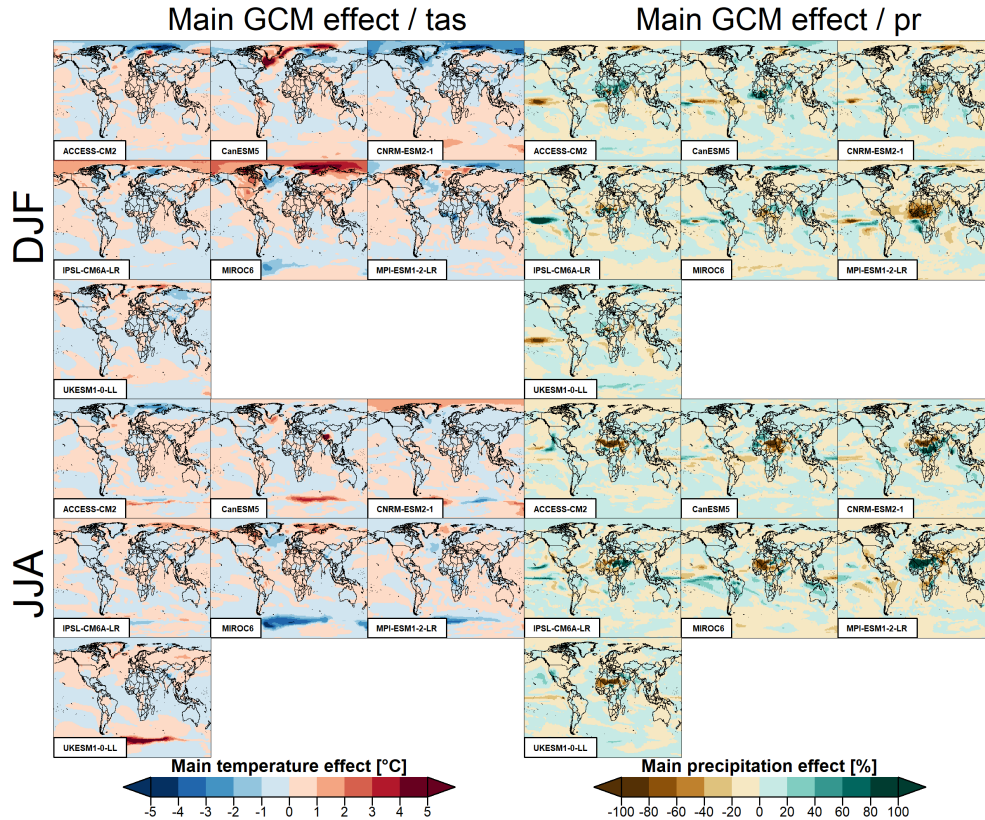 Main GCM effect / tas
Main GCM effect / pr
DJF
ACCESS-CM2
CanESM5
CNRM-ESM2-1
ACCESS-CM2
CanESM5
CNRM-ESM2-1
IPSL-CM6A-LR
MIROC6
MPI-ESM1-2-LR
IPSL-CM6A-LR
MIROC6
MPI-ESM1-2-LR
UKESM1-0-LL
UKESM1-0-LL
JJA
ACCESS-CM2
CanESM5
CNRM-ESM2-1
ACCESS-CM2
CanESM5
CNRM-ESM2-1
IPSL-CM6A-LR
MIROC6
MPI-ESM1-2-LR
IPSL-CM6A-LR
MIROC6
MPI-ESM1-2-LR
UKESM1-0-LL
UKESM1-0-LL
Main temperature effect [°C]
-5 -4 -3 -2 -1 0 1 2 3 4 5
Main precipitation effect [%]
-100 -80 -60 -40 -20 0 20 40 60 80 100